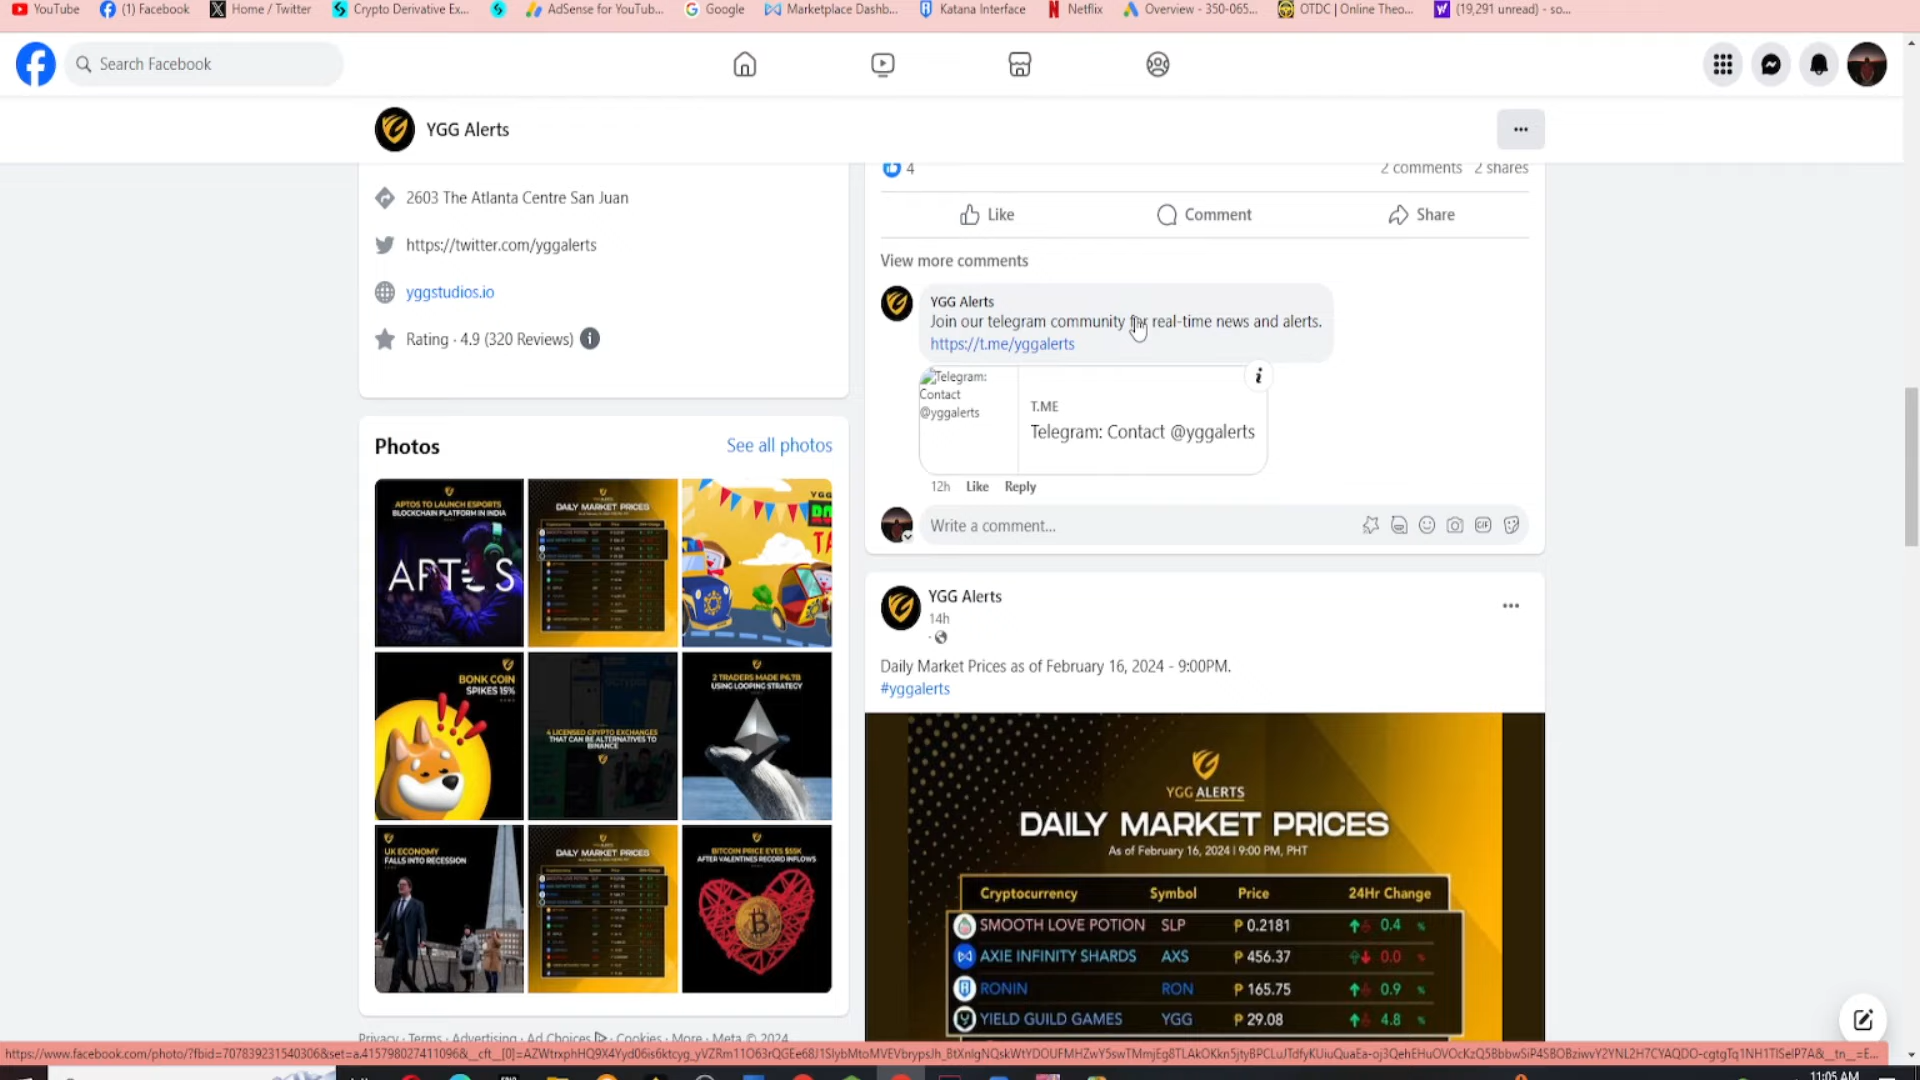 YouTube
(1) Facebook
Home / Twitter
Crypto Derivative Ex...
AdSense for YouTub...
Google
Marketplace Dashb...
Katana Interface
Netflix
Overview - 350-065...
OTDC | Online Theo...
(19,291 unread) - so...
Search Facebook
YGG Alerts
2603 The Atlanta Centre San Juan
https://twitter.com/yggalerts
yggstudios.io
Rating · 4.9 (320 Reviews)
Photos
See all photos
APTOS TO LAUNCH ESPORTS
BLOCKCHAIN PLATFORM IN INDIA
APTOS
DAILY MARKET PRICES
YGG
BONK COIN
SPIKES 15%
4 LICENSED CRYPTO EXCHANGES
THAT CAN BE ALTERNATIVES TO
BINANCE
2 TRADERS MADE P6.7B
USING LOOPING STRATEGY
UK ECONOMY
FALLS INTO RECESSION
DAILY MARKET PRICES
BITCOIN PRICE EYES $55K
AFTER VALENTINES RECORD INFLOWS
Privacy · Terms · Advertising · Ad Choices · Cookies · More · Meta © 2024
4
2 comments 2 shares
Like
Comment
Share
View more comments
YGG Alerts
Join our telegram community for real-time news and alerts.
https://t.me/yggalerts
Telegram:
Contact
@yggalerts
T.ME
Telegram: Contact @yggalerts
12h Like Reply
Write a comment...
GIF
YGG Alerts
14h
Daily Market Prices as of February 16, 2024 - 9:00PM.
#yggalerts
YGG ALERTS
DAILY MARKET PRICES
As of February 16, 2024 | 9:00 PM, PHT
Cryptocurrency Symbol Price 24Hr Change
SMOOTH LOVE POTION SLP ₱ 0.2181 0.4 %
AXIE INFINITY SHARDS AXS ₱ 456.37 0.0 %
RONIN RON ₱ 165.75 0.9 %
YIELD GUILD GAMES YGG ₱ 29.08 4.8 %
11:05 AM